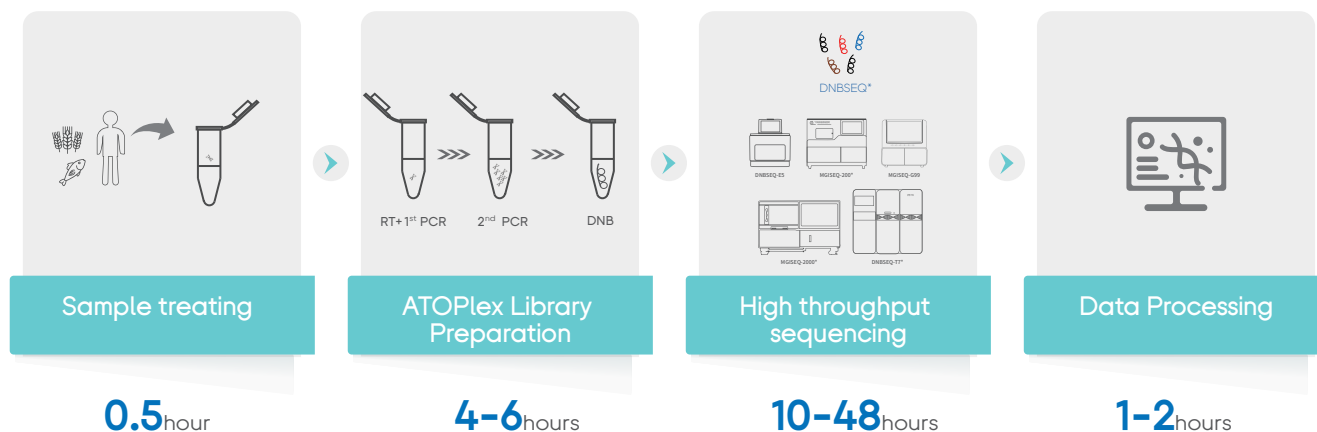 RT+1st PCR
2nd PCR
DNB
DNBSEQ*
DNBSEQ-E5
MGISEQ-200*
MGISEQ-G99
MGISEQ-2000*
DNBSEQ-T7*
Sample treating
ATOPlex Library
Preparation
High throughput
sequencing
Data Processing
0.5hour
4-6hours
10-48hours
1-2hours